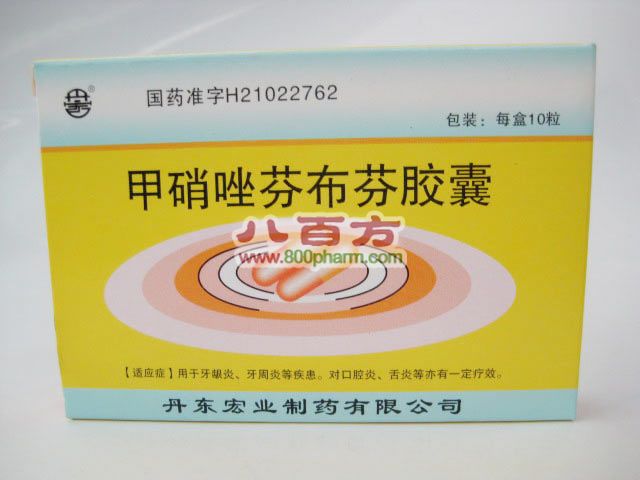 国药准字H21022762
包装：每盒10粒
甲硝唑芬布芬胶囊
八百方
www.800pharm.com
【适应症】用于牙龈炎、牙周炎等疾患。对口腔炎、舌炎等亦有一定疗效。
丹东宏业制药有限公司